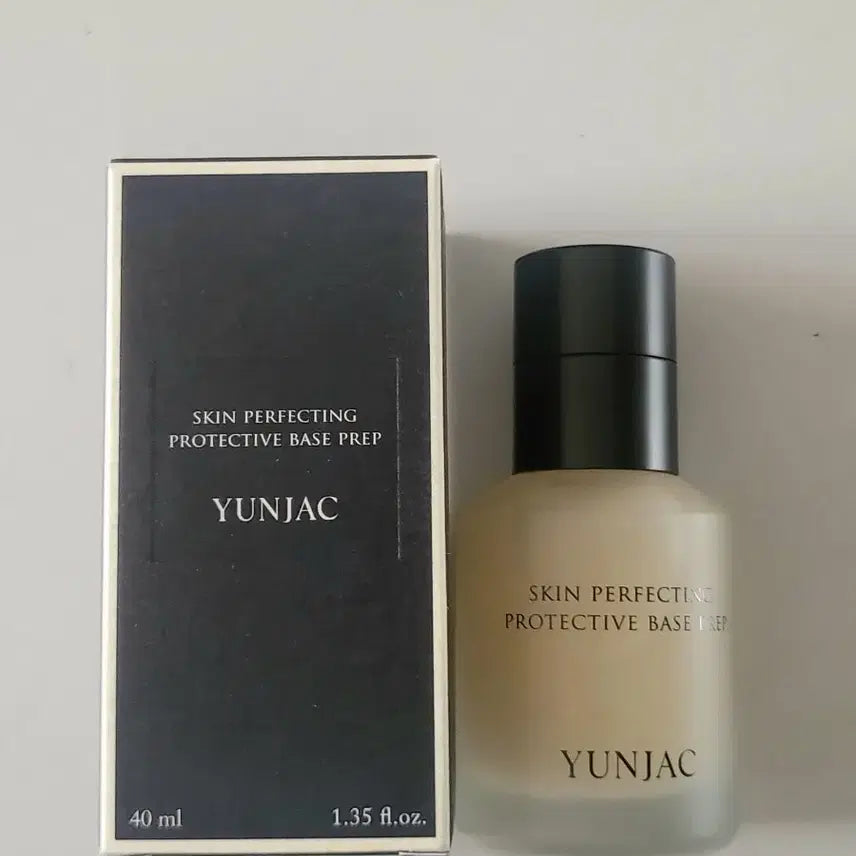 SKIN PERFECTING
PROTECTIVE BASE PREP
YUNJAC
40 ml 1.35 fl.oz.
SKIN PERFECTING
PROTECTIVE BASE PREP
YUNJAC